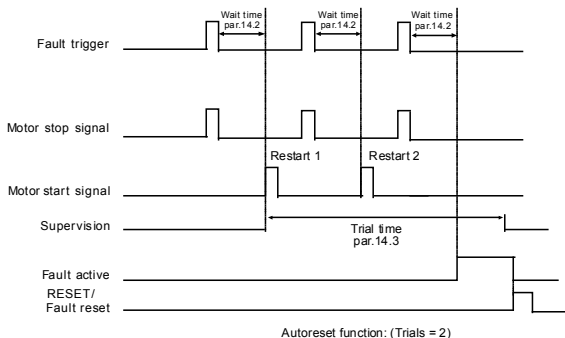 Wait time
par.14.2
Wait time
par.14.2
Wait time
par.14.2
Fault trigger
Motor stop signal
Restart 1
Restart 2
Motor start signal
Supervision
Trial time
par.14.3
Fault active
RESET/
Fault reset
Autoreset function: (Trials = 2)